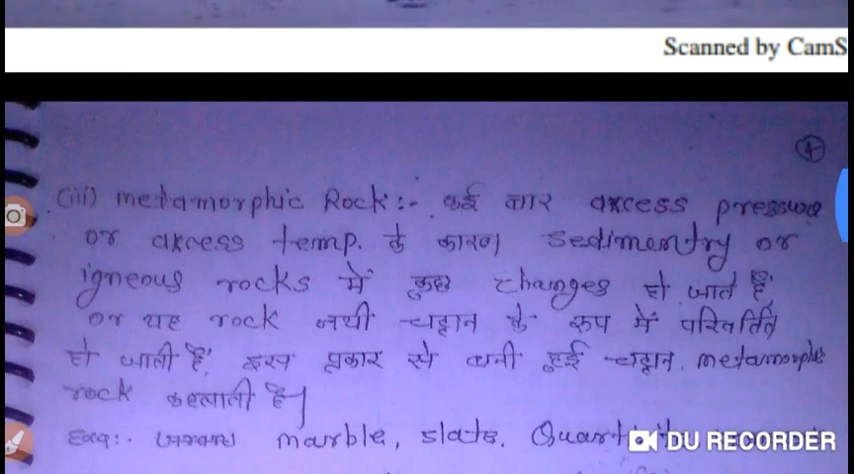 Scanned by CamS
4
(iii) metamorphic Rock:- कई बार axcess pressure
or axcess temp. के कारण sedimentry or
igneous rocks में कुछ changes हो जाते हैं,
or यह rock नयी चट्टान के रूप में परिवर्तित
हो जाती है, इस प्रकार से बनी हुई चट्टान metamorphic
rock कहलाती है।
Exa:- marble, slate. Quart
DU RECORDER